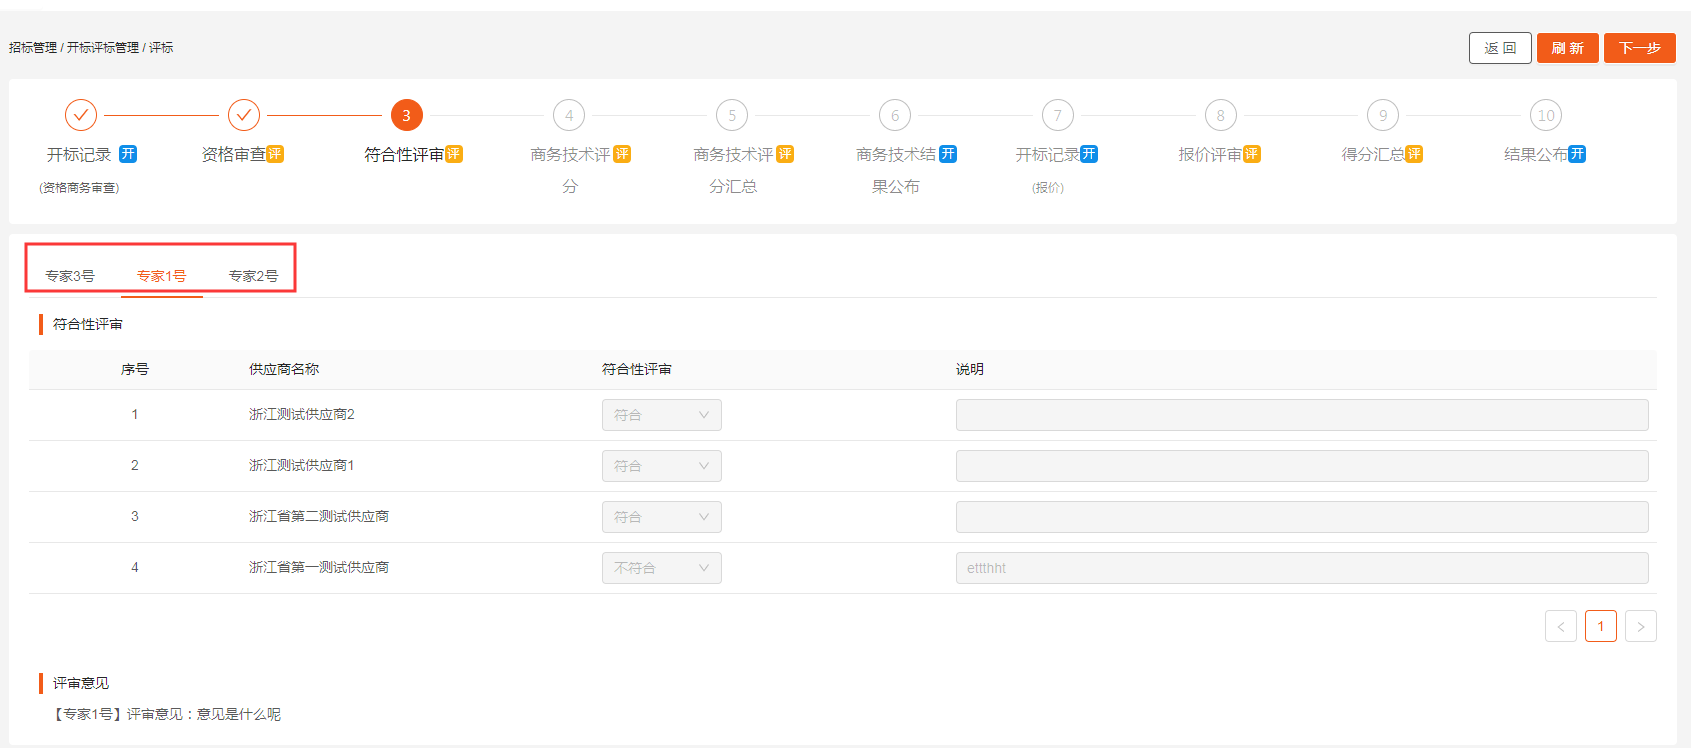 招标管理 / 开标评标管理 / 评标
返 回
刷 新
下一步
3
4
5
6
7
8
9
10
开标记录 开
资格审查 评
符合性评审 评
商务技术评 评
商务技术评 评
商务技术结 开
开标记录 开
报价评审 评
得分汇总 评
结果公布 开
(资格商务审查)
分
分汇总
果公布
(报价)
专家3号
专家1号
专家2号
符合性评审
序号 供应商名称 符合性评审 说明
1 浙江测试供应商2 符合
2 浙江测试供应商1 符合
3 浙江省第二测试供应商 符合
4 浙江省第一测试供应商 不符合 ettthht
< 1 >
评审意见
【专家1号】评审意见：意见是什么呢